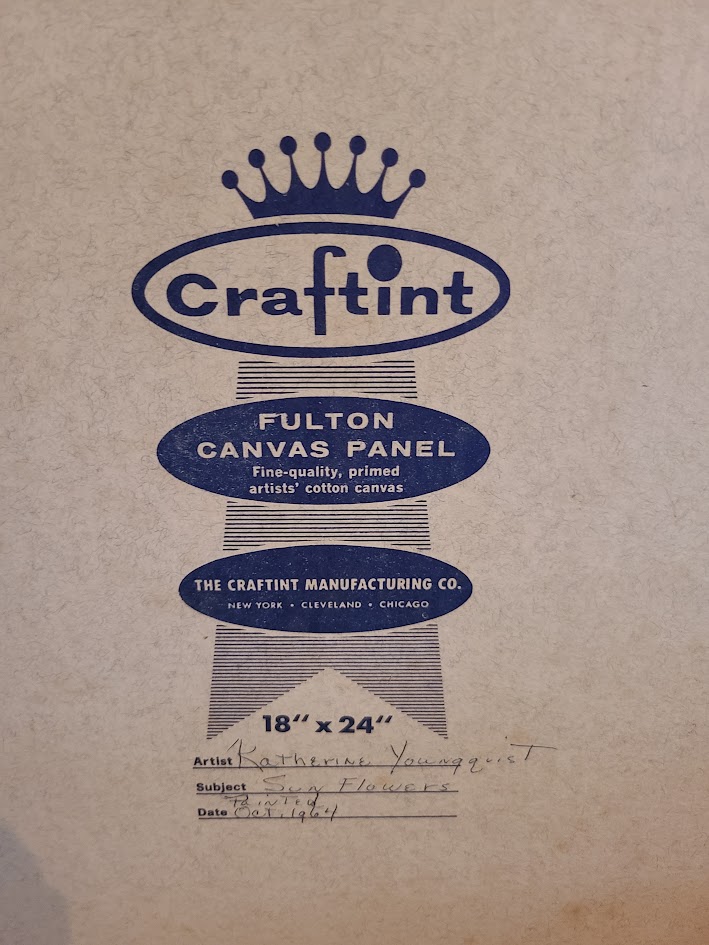 Craftint
FULTON
CANVAS PANEL
Fine-quality, primed
artists' cotton canvas
THE CRAFTINT MANUFACTURING CO.
NEW YORK • CLEVELAND • CHICAGO
18" x 24"
Artist Katherine Youngquist
Subject Sun Flowers
Painted
Date Oct. 1964